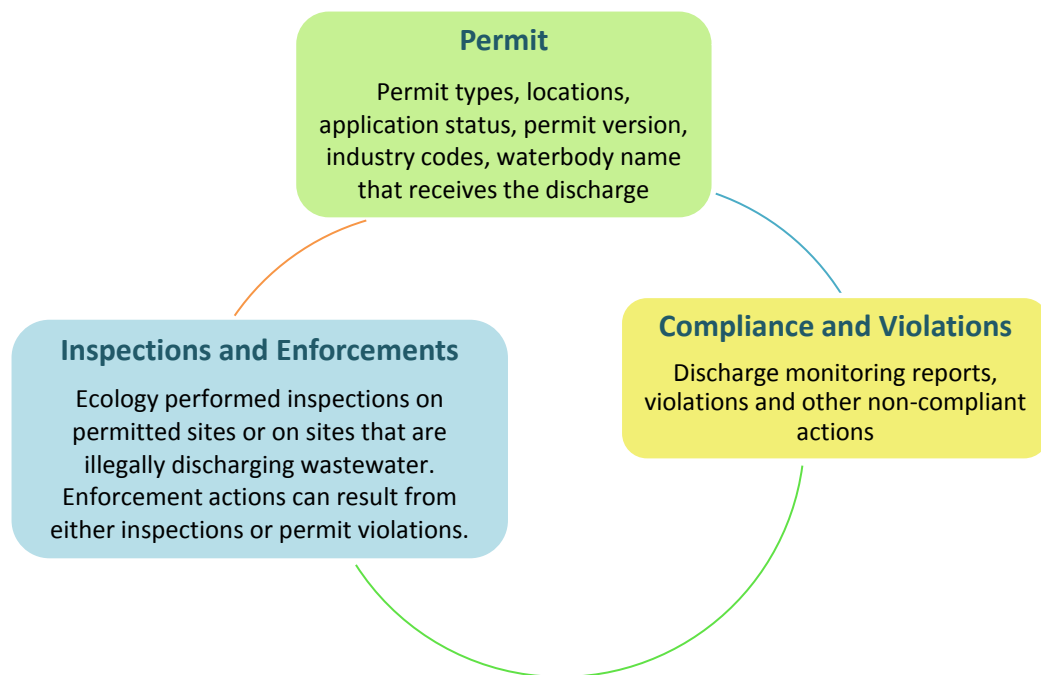 Permit
Permit types, locations,
application status, permit version,
industry codes, waterbody name
that receives the discharge
Compliance and Violations
Discharge monitoring reports,
violations and other non-compliant
actions
Inspections and Enforcements
Ecology performed inspections on
permitted sites or on sites that are
illegally discharging wastewater.
Enforcement actions can result from
either inspections or permit violations.